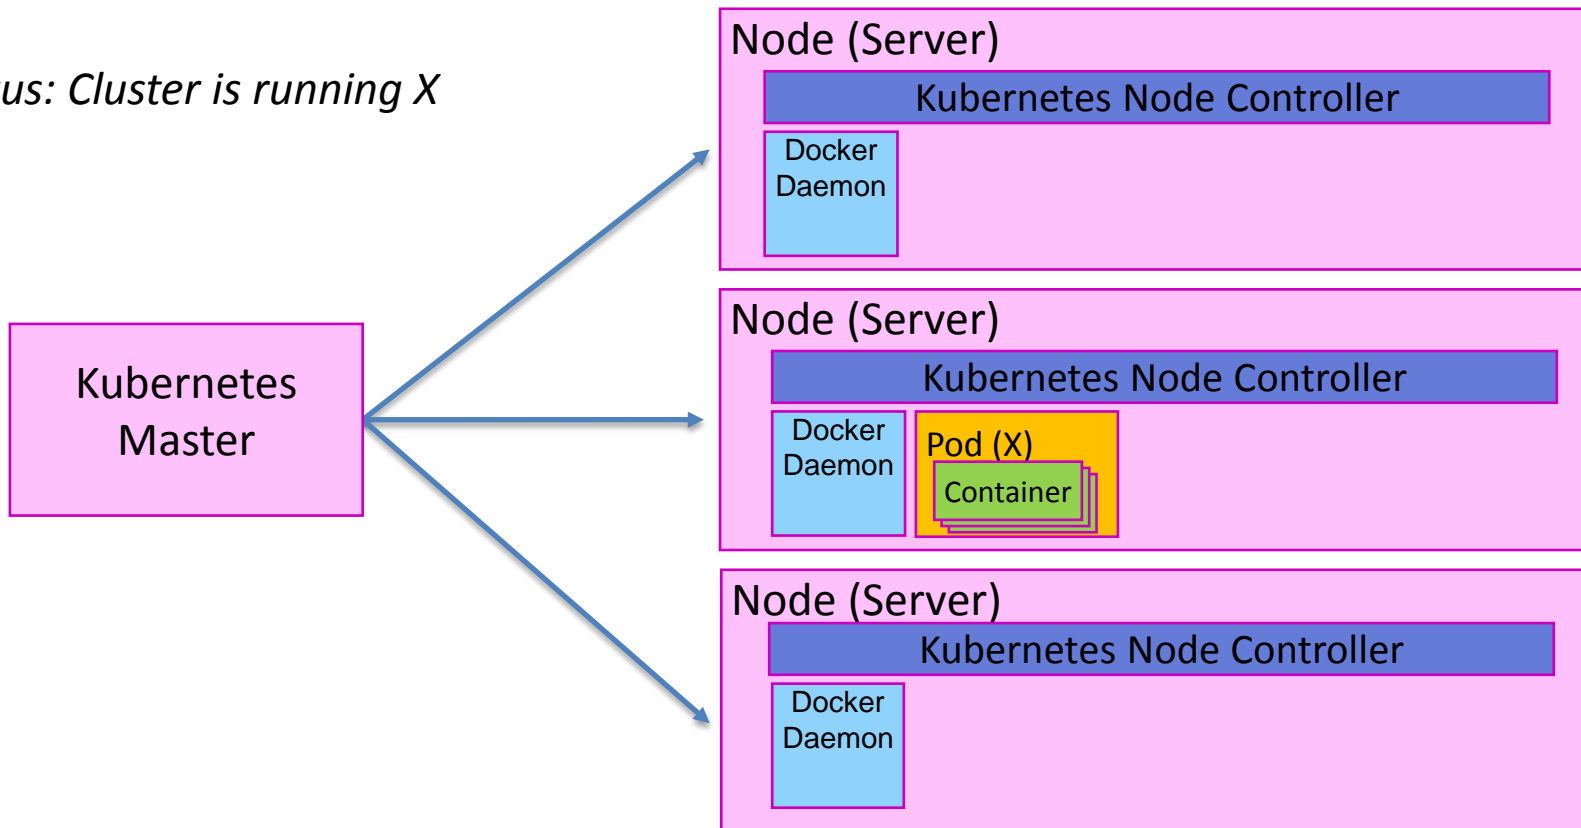 us: Cluster is running X
Kubernetes
Master
Node (Server)
Kubernetes Node Controller
Docker
Daemon
Node (Server)
Kubernetes Node Controller
Docker
Daemon
Pod (X)
Container
Node (Server)
Kubernetes Node Controller
Docker
Daemon